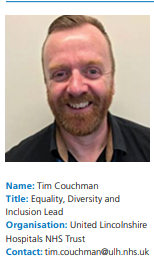 Name: Tim Couchman
Title: Equality, Diversity and
Inclusion Lead
Organisation: United Lincolnshire
Hospitals NHS Trust
Contact: tim.couchman@ulh.nhs.uk